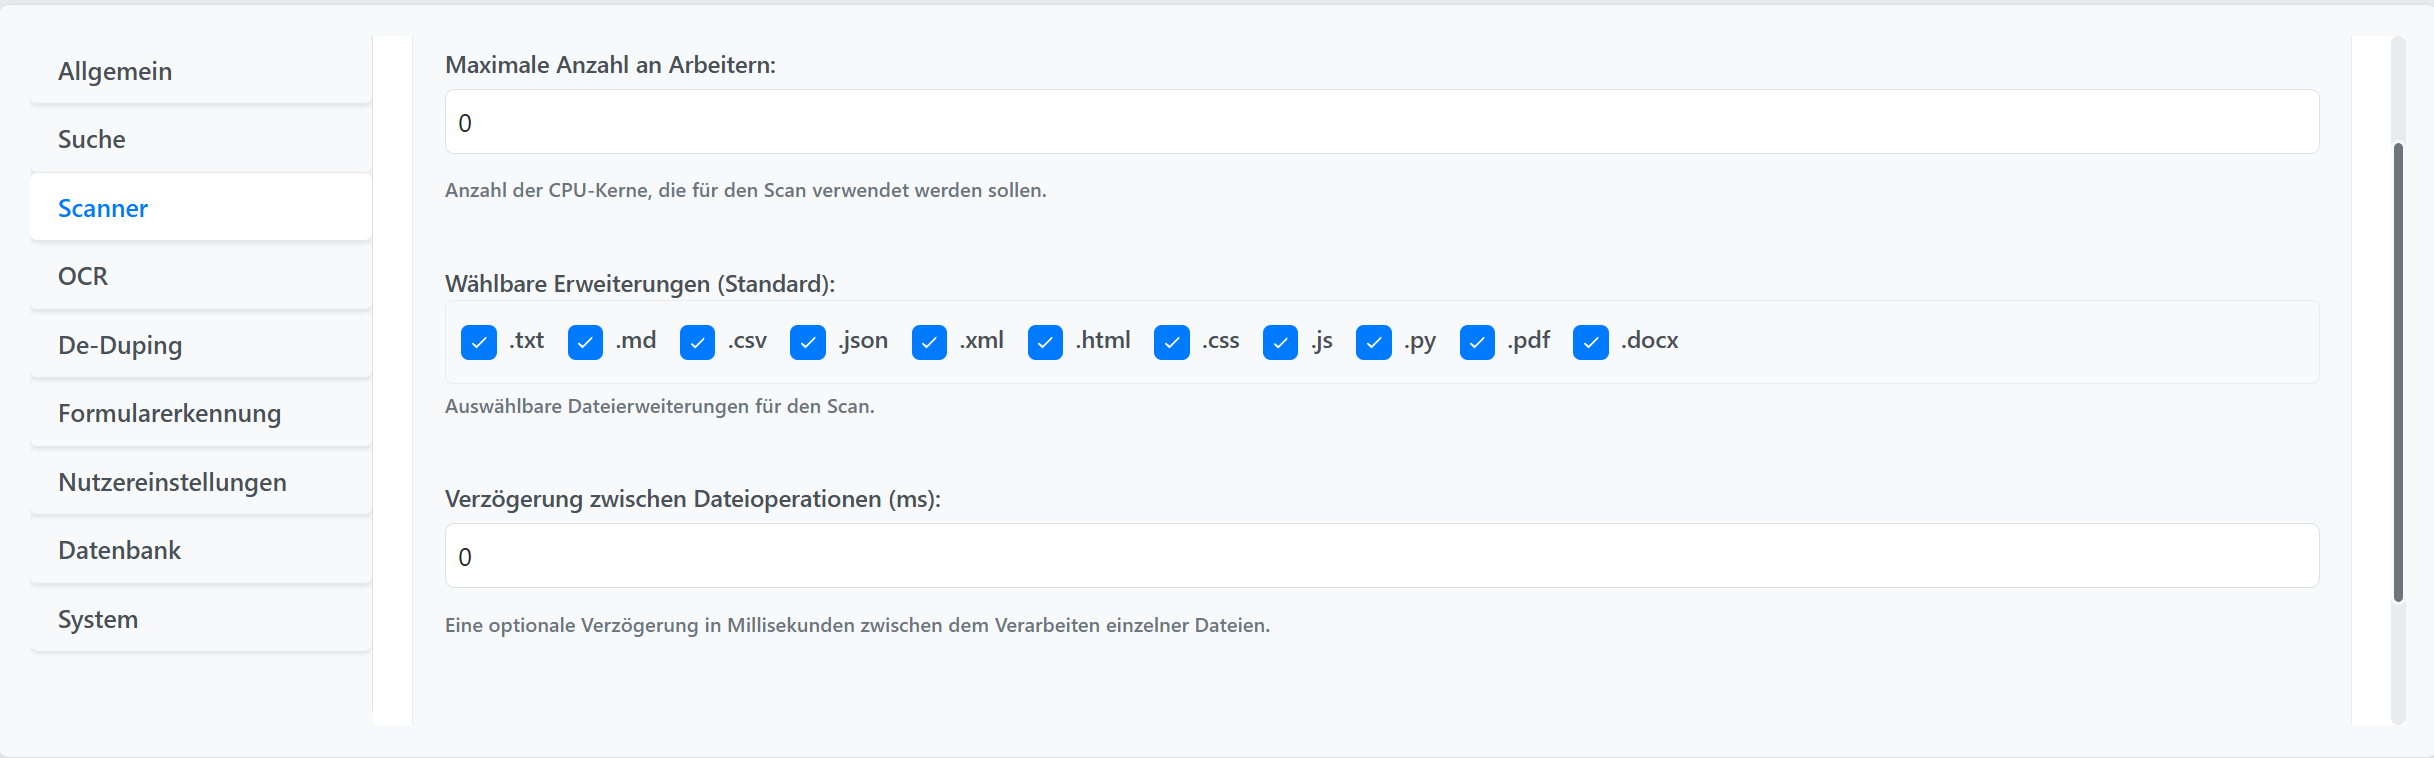 Allgemein
Suche
Scanner
OCR
De-Duping
Formularerkennung
Nutzereinstellungen
Datenbank
System
Maximale Anzahl an Arbeitern:
0
Anzahl der CPU-Kerne, die für den Scan verwendet werden sollen.
Wählbare Erweiterungen (Standard):
.txt .md .csv .json .xml .html .css .js .py .pdf .docx
Auswählbare Dateierweiterungen für den Scan.
Verzögerung zwischen Dateioperationen (ms):
0
Eine optionale Verzögerung in Millisekunden zwischen dem Verarbeiten einzelner Dateien.